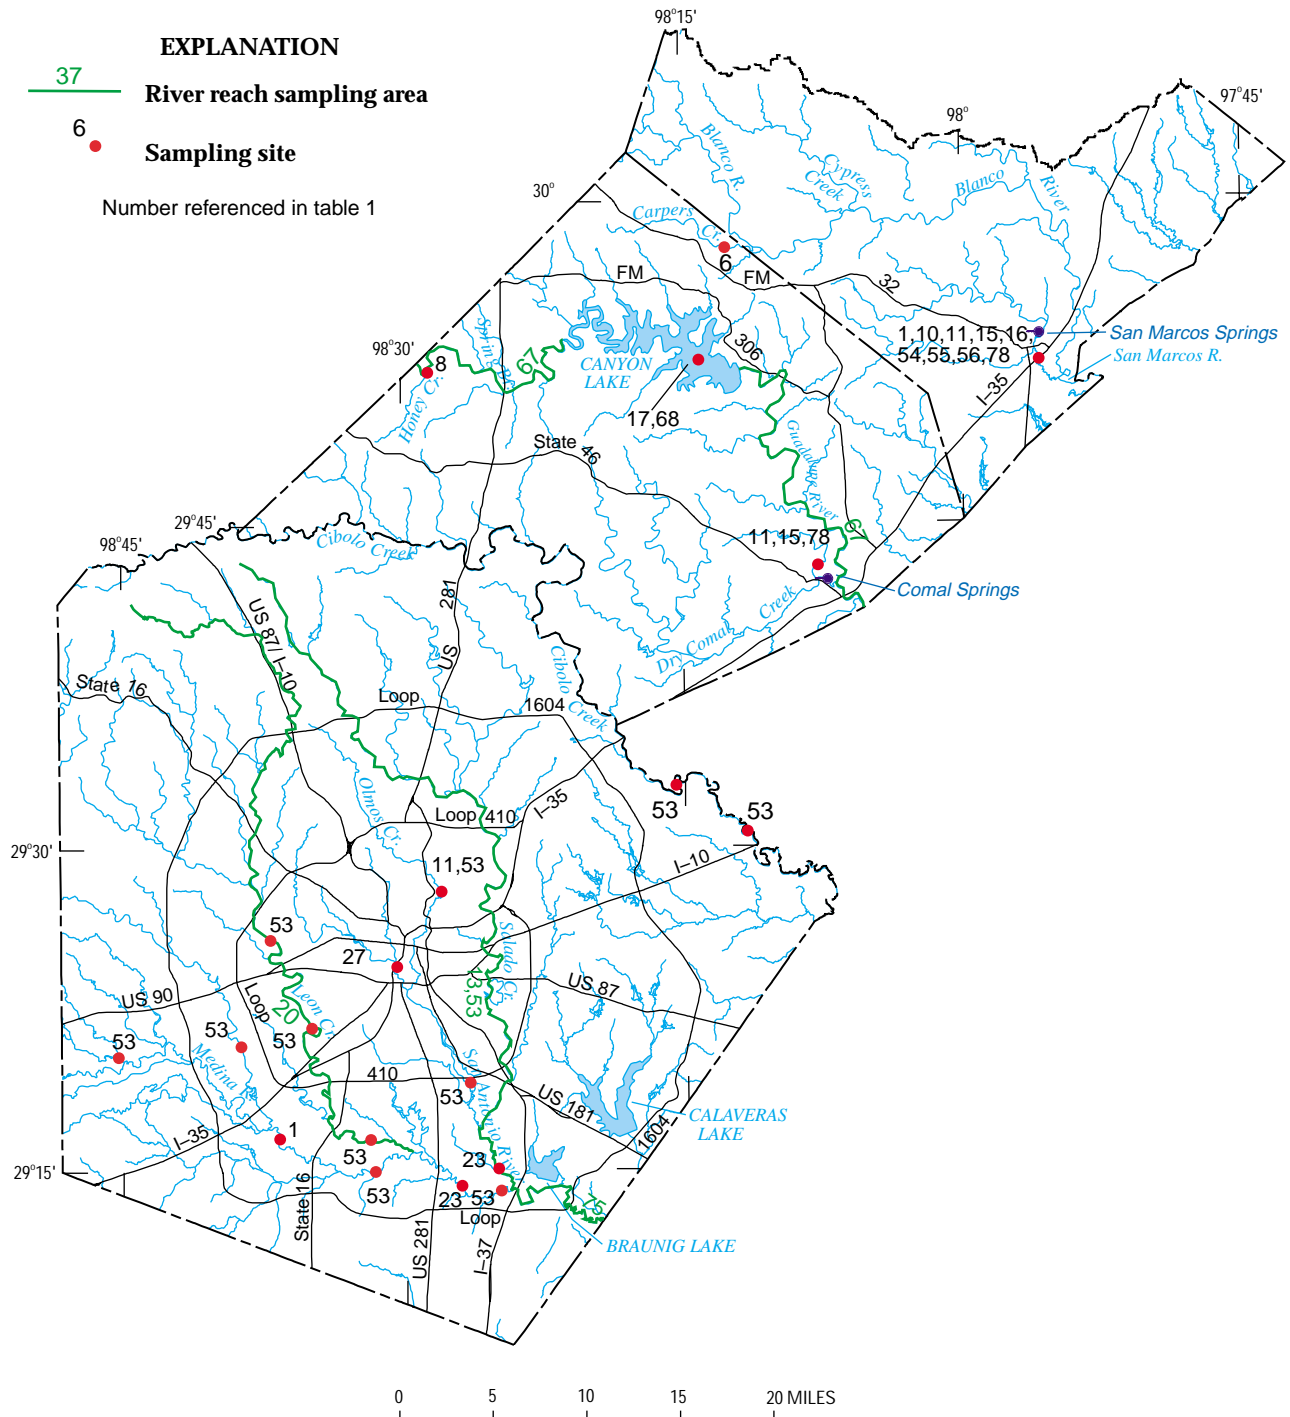 EXPLANATION
37
River reach sampling area
6
Sampling site
Number referenced in table 1
98°15'
97°45'
98°
30°
Blanco R.
Cypress
Creek
Blanco
River
Carpers
Cr.
6
FM
FM
32
1,10,11,15,16,
54,55,56,78
San Marcos Springs
San Marcos R.
I–35
98°30'
8
Honey Cr.
Spring Br.
67
CANYON
LAKE
306
17,68
State 46
Guadalupe River
67
11,15,78
Comal Springs
Dry Comal Creek
29°45'
98°45'
Cibolo Creek
281
US
US 87/ I–10
State 16
Loop
1604
Cibolo
Creek
Olmos Cr.
Loop 410
I–35
53
53
I–10
29°30'
11,53
53
27
Salado Cr.
13,53
US 87
US 90
Loop
20
Leon Cr.
53
53
53
Medina R.
410
San Antonio River
53
US 181
CALAVERAS
LAKE
1604
I–35
1
53
53
23
23
53
29°15'
State 16
US 281
Loop
I–37
75
BRAUNIG LAKE
0 5 10 15 20 MILES